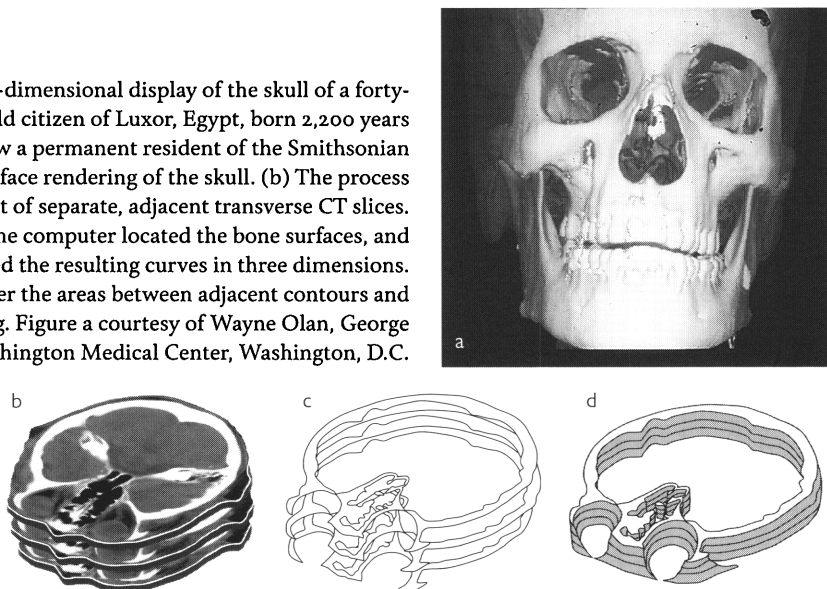 -dimensional display of the skull of a forty-
ld citizen of Luxor, Egypt, born 2,200 years
w a permanent resident of the Smithsonian
face rendering of the skull. (b) The process
t of separate, adjacent transverse CT slices.
ne computer located the bone surfaces, and
ed the resulting curves in three dimensions.
er the areas between adjacent contours and
g. Figure a courtesy of Wayne Olan, George
hington Medical Center, Washington, D.C.
a
b
c
d